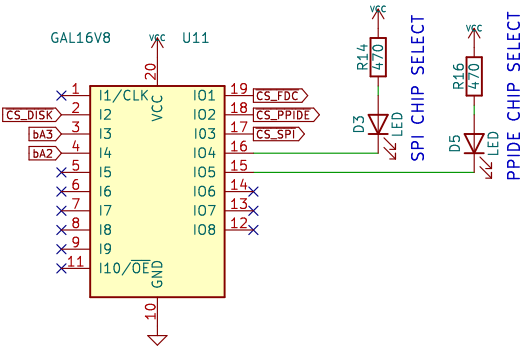 GAL16V8 VCC U11
20
VCC
1 I1/CLK IO1 19 CS_FDC
CS_DISK 2 I2 IO2 18 CS_PPIDE
bA3 3 I3 IO3 17 CS_SPI
bA2 4 I4 IO4 16
5 I5 IO5 15
6 I6 IO6 14
7 I7 IO7 13
8 I8 IO8 12
9 I9
11 I10/OE
GND
10
VCC
R14
470
D3
LED
SPI CHIP SELECT
VCC
R16
470
D5
LED
PPIDE CHIP SELECT